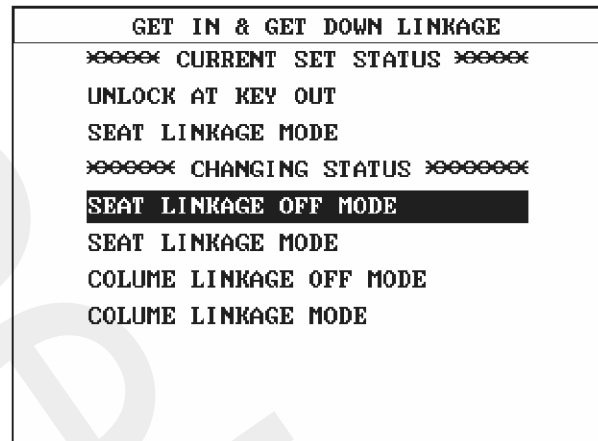 GET IN & GET DOWN LINKAGE
※※※※※ CURRENT SET STATUS ※※※※※
UNLOCK AT KEY OUT
SEAT LINKAGE MODE
※※※※※※ CHANGING STATUS ※※※※※※※
SEAT LINKAGE OFF MODE
SEAT LINKAGE MODE
COLUME LINKAGE OFF MODE
COLUME LINKAGE MODE